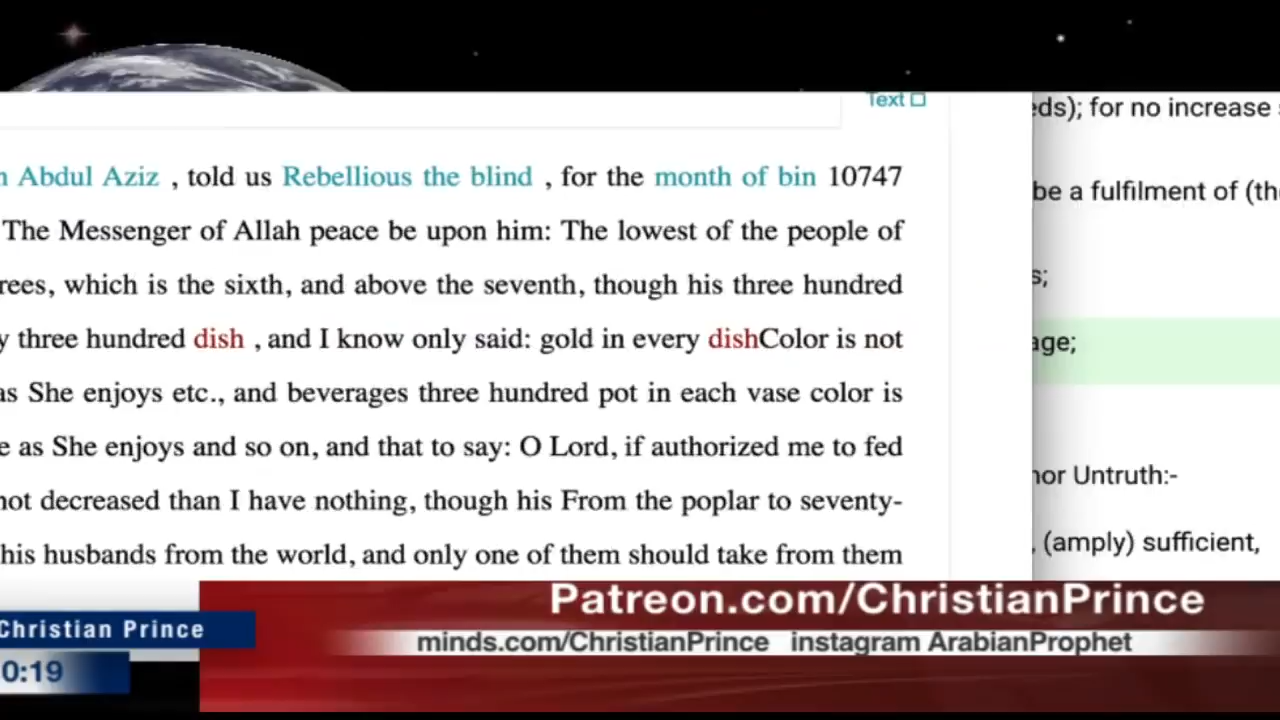 Text
Abdul Aziz , told us Rebellious the blind , for the month of bin 10747
The Messenger of Allah peace be upon him: The lowest of the people of
rees, which is the sixth, and above the seventh, though his three hundred
y three hundred dish , and I know only said: gold in every dishColor is not
as She enjoys etc., and beverages three hundred pot in each vase color is
e as She enjoys and so on, and that to say: O Lord, if authorized me to fed
not decreased than I have nothing, though his From the poplar to seventy-
his husbands from the world, and only one of them should take from them
eds); for no increase
be a fulfilment of (th
s;
age;
nor Untruth:-
, (amply) sufficient,
Patreon.com/ChristianPrince
Christian Prince
minds.com/ChristianPrince instagram ArabianProphet
0:19